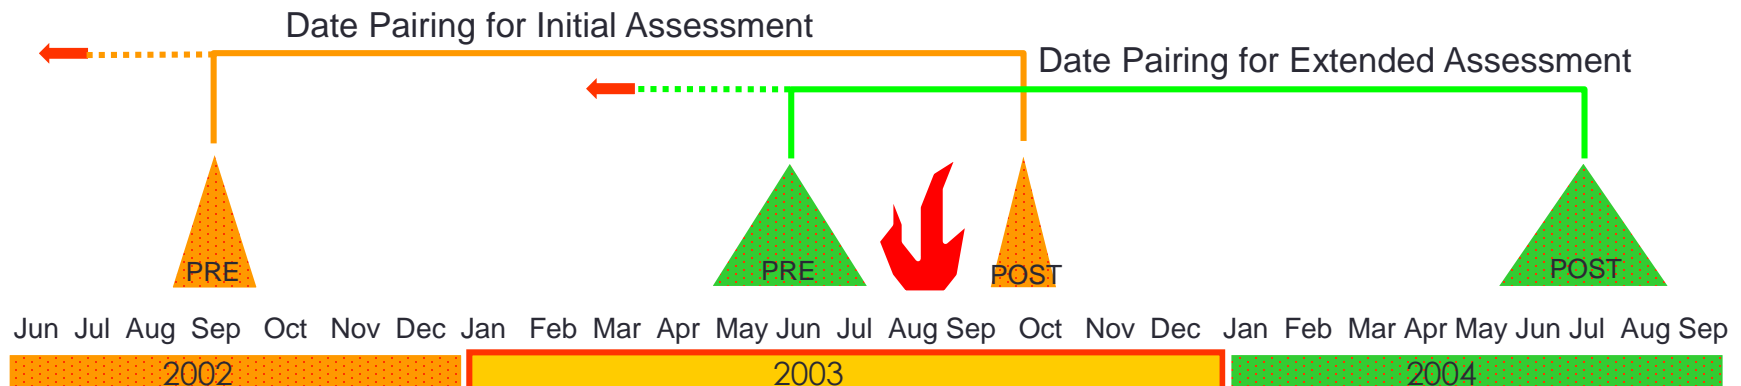 Date Pairing for Initial Assessment
Date Pairing for Extended Assessment
PRE
PRE
POST
POST
Jun Jul Aug Sep Oct Nov Dec Jan Feb Mar Apr May Jun Jul Aug Sep Oct Nov Dec Jan Feb Mar Apr May Jun Jul Aug Sep
2002 2003 2004